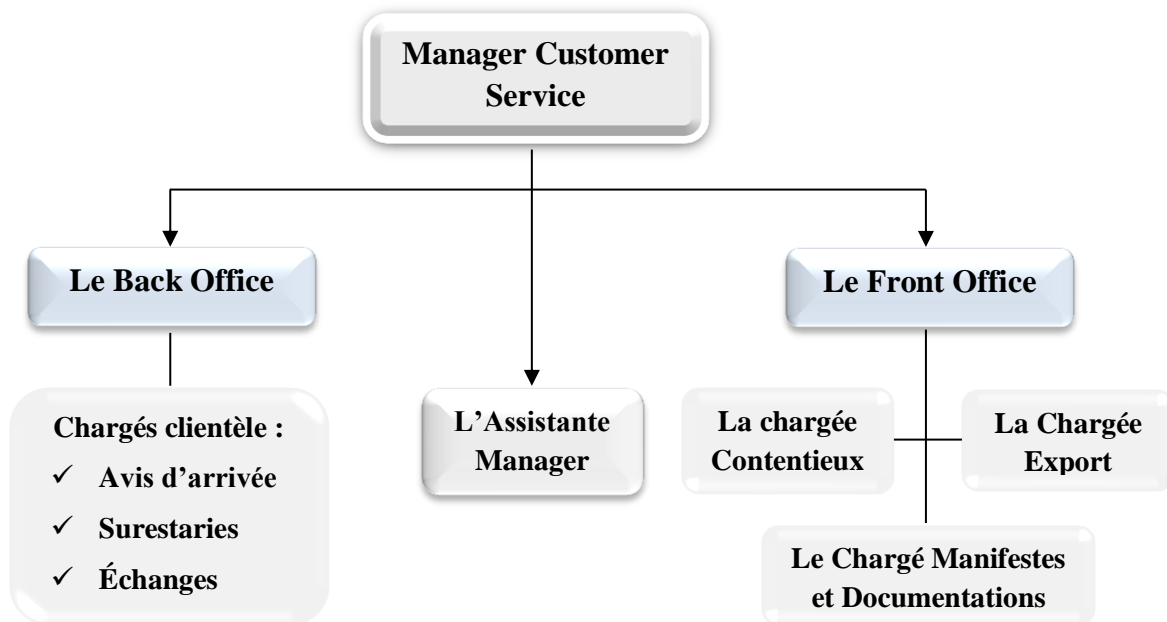 Manager Customer
Service
Le Back Office
Le Front Office
Chargés clientèle :
✓ Avis d’arrivée
✓ Surestaries
✓ Échanges
L’Assistante
Manager
La chargée
Contentieux
La Chargée
Export
Le Chargé Manifestes
et Documentations